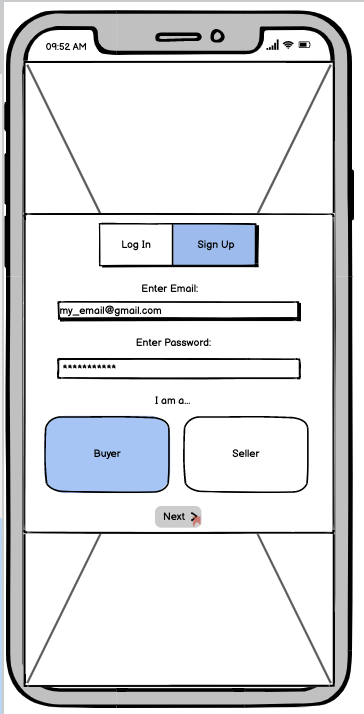 09:52 AM
Log In Sign Up
Enter Email:
my_email@gmail.com
Enter Password:
***********
I am a...
Buyer Seller
Next >